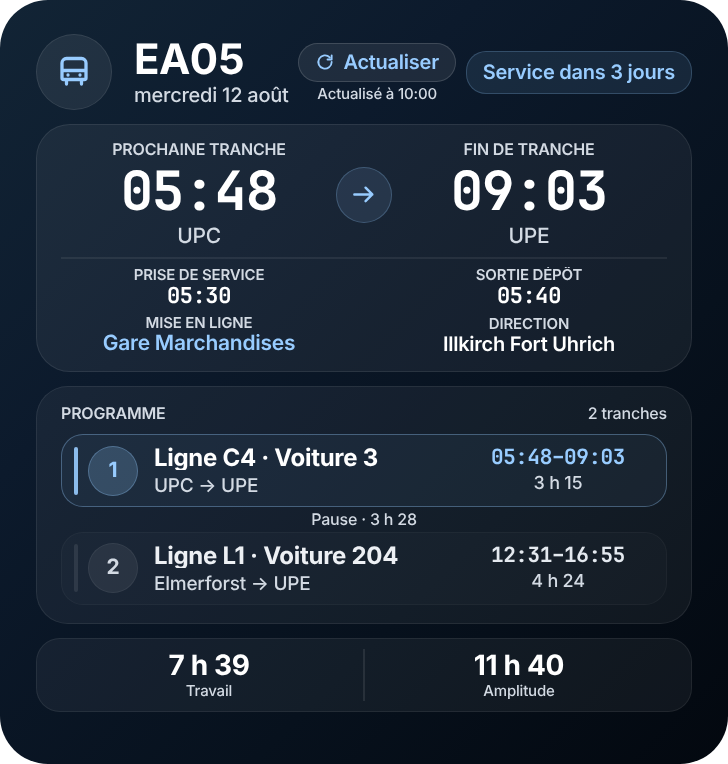 EA05
mercredi 12 août
Actualiser
Actualisé à 10:00
Service dans 3 jours
PROCHAINE TRANCHE
05:48
UPC
FIN DE TRANCHE
09:03
UPE
PRISE DE SERVICE
05:30
SORTIE DÉPÔT
05:40
MISE EN LIGNE
Gare Marchandises
DIRECTION
Illkirch Fort Uhrich
PROGRAMME
2 tranches
1
Ligne C4 · Voiture 3
05:48–09:03
UPC → UPE
3 h 15
Pause · 3 h 28
2
Ligne L1 · Voiture 204
12:31–16:55
Elmerforst → UPE
4 h 24
7 h 39
Travail
11 h 40
Amplitude